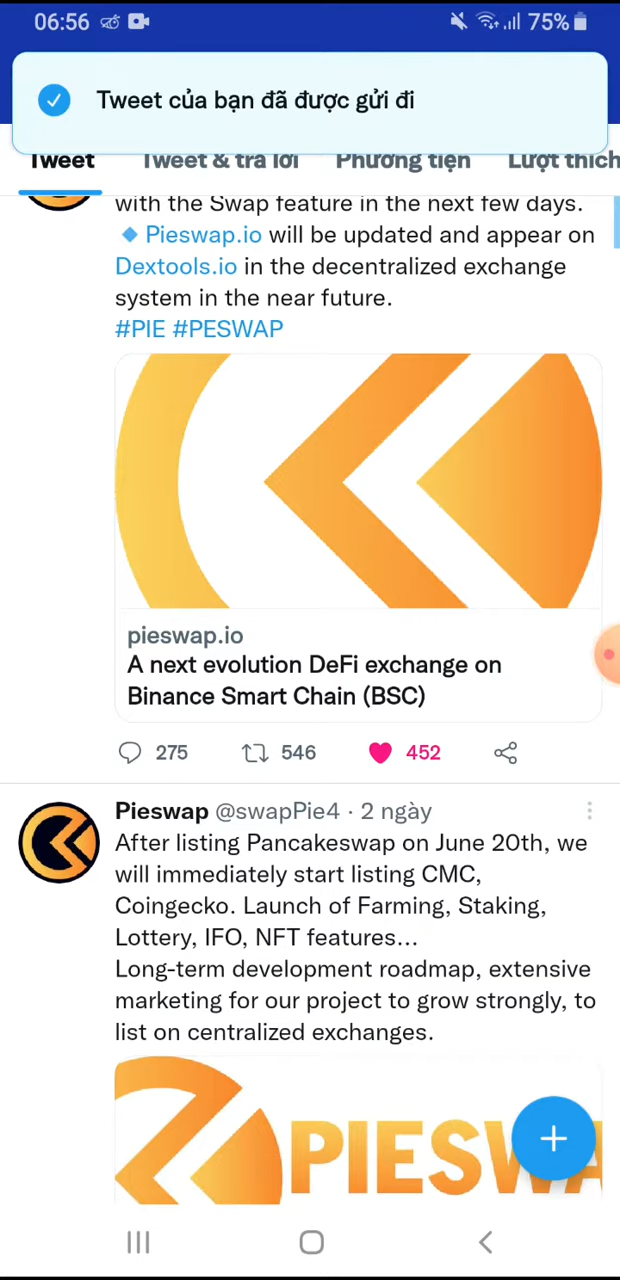 06:56
75%
Tweet của bạn đã được gửi đi
Tweet
Tweet & trả lời
Phương tiện
Lượt thích
with the Swap feature in the next few days.
Pieswap.io will be updated and appear on
Dextools.io in the decentralized exchange
system in the near future.
#PIE #PESWAP
pieswap.io
A next evolution DeFi exchange on
Binance Smart Chain (BSC)
275
546
452
Pieswap @swapPie4 · 2 ngày
After listing Pancakeswap on June 20th, we
will immediately start listing CMC,
Coingecko. Launch of Farming, Staking,
Lottery, IFO, NFT features...
Long-term development roadmap, extensive
marketing for our project to grow strongly, to
list on centralized exchanges.
PIESWA